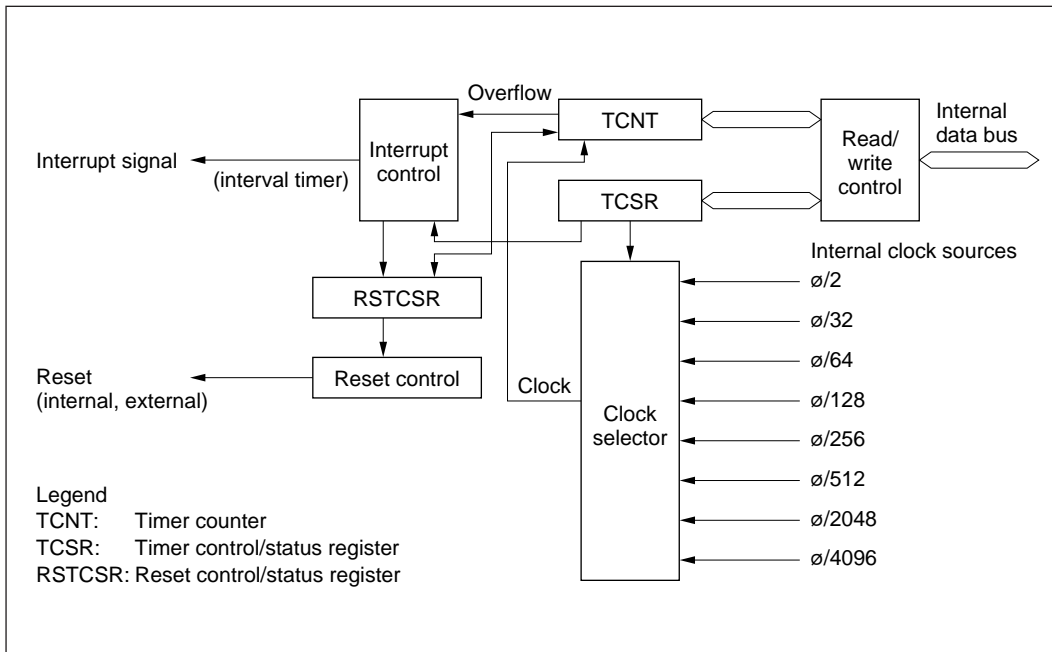 Overflow
TCNT
Internal
data bus
Read/
write
control
Interrupt
control
Interrupt signal
(interval timer)
TCSR
Internal clock sources
ø/2
RSTCSR
ø/32
ø/64
Reset control
Reset
(internal, external)
Clock
ø/128
Clock
selector
ø/256
ø/512
ø/2048
ø/4096
Legend
TCNT: Timer counter
TCSR: Timer control/status register
RSTCSR: Reset control/status register